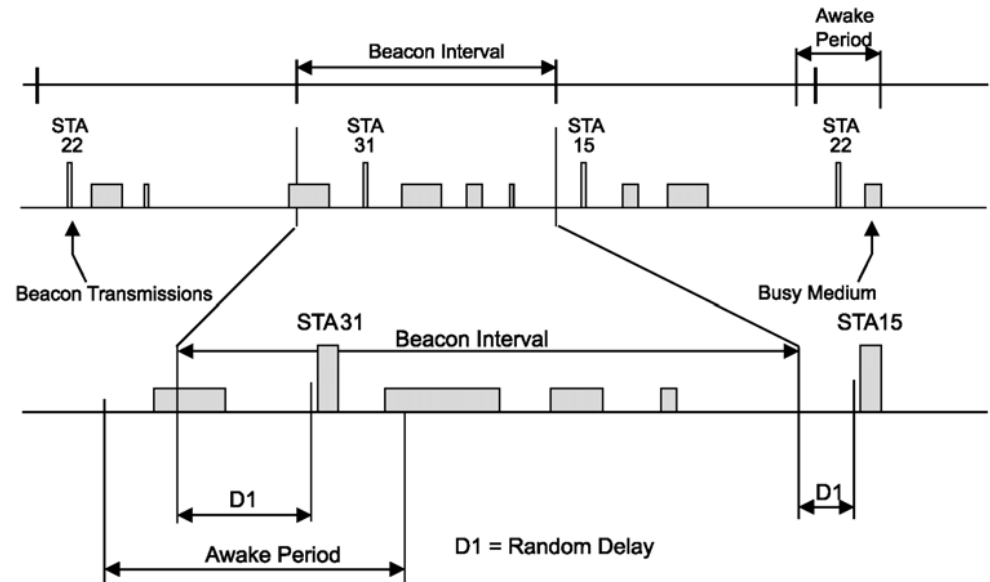 Awake
Period
Beacon Interval
STA
22
STA
31
STA
15
STA
22
Beacon Transmissions
Busy Medium
STA31
Beacon Interval
STA15
D1
D1
Awake Period
D1 = Random Delay